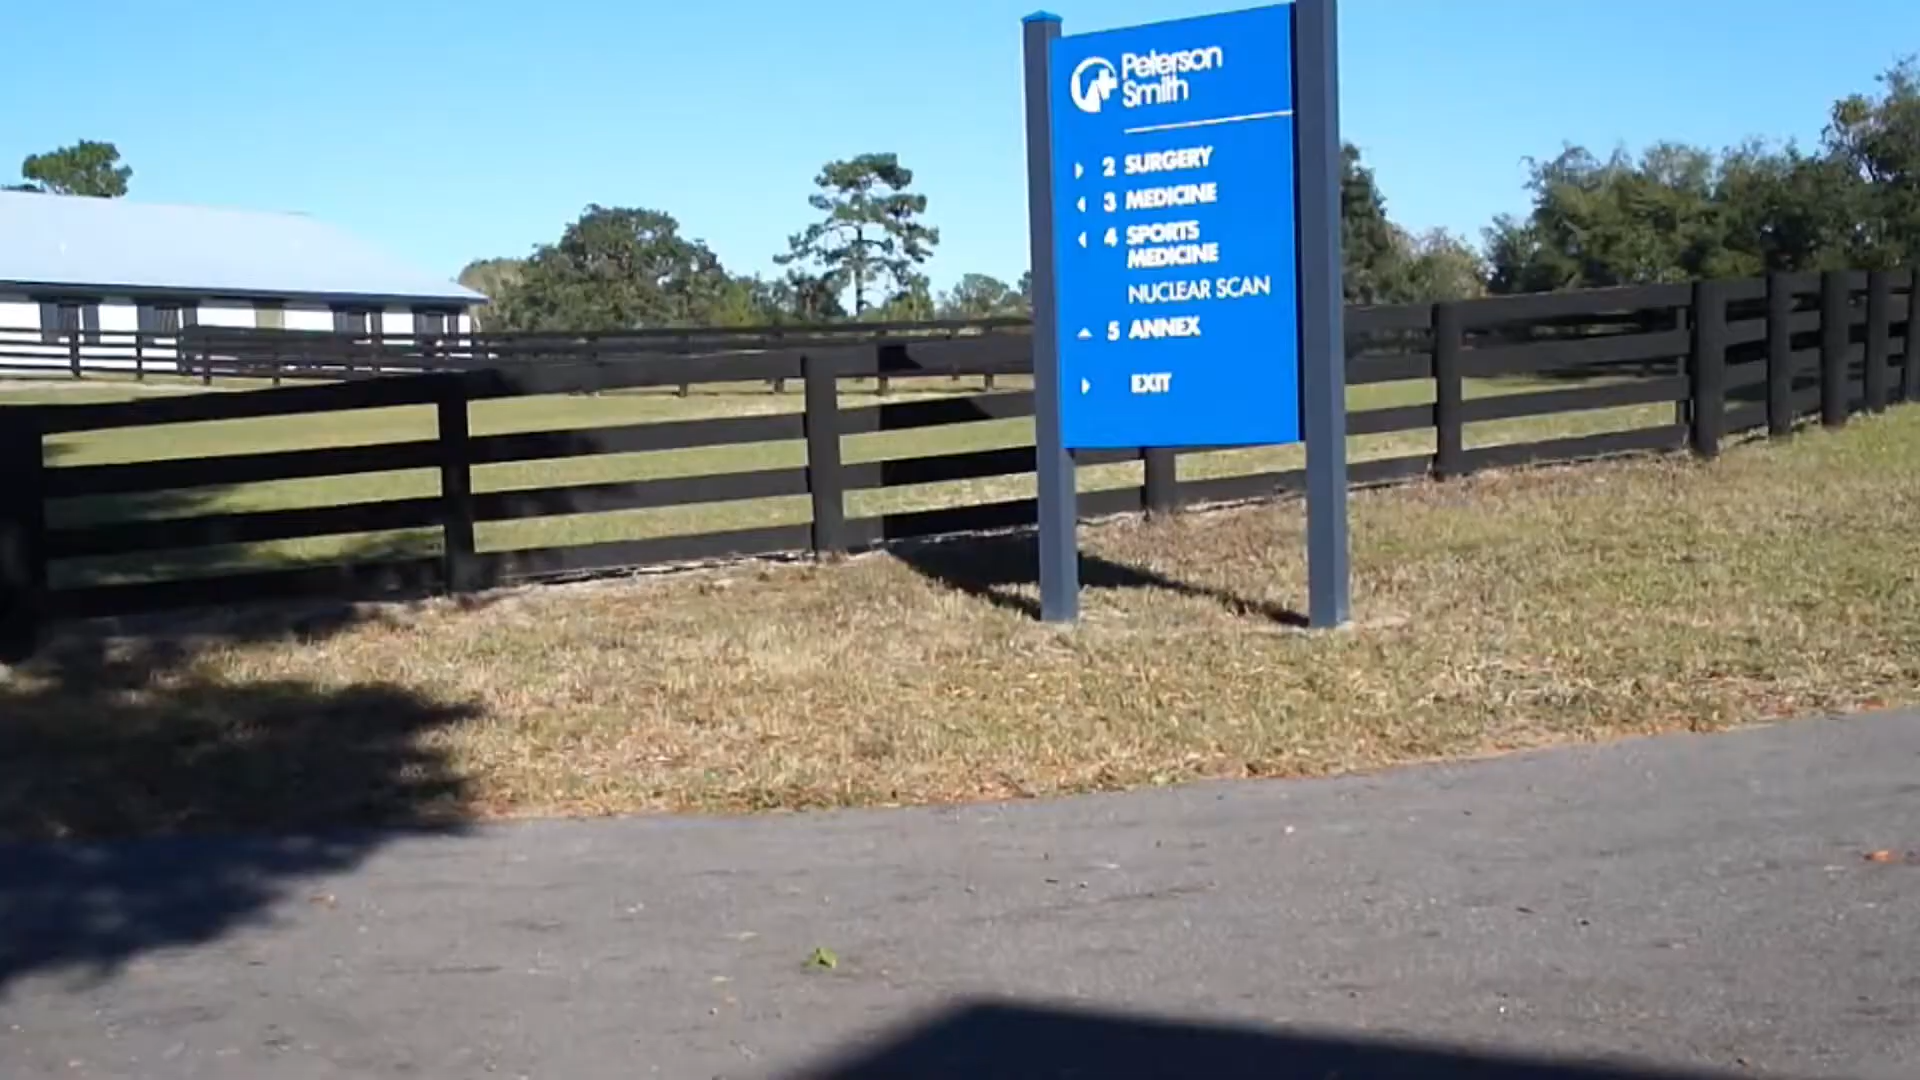 Peterson
Smith
2 SURGERY
3 MEDICINE
4 SPORTS
MEDICINE
NUCLEAR SCAN
5 ANNEX
EXIT